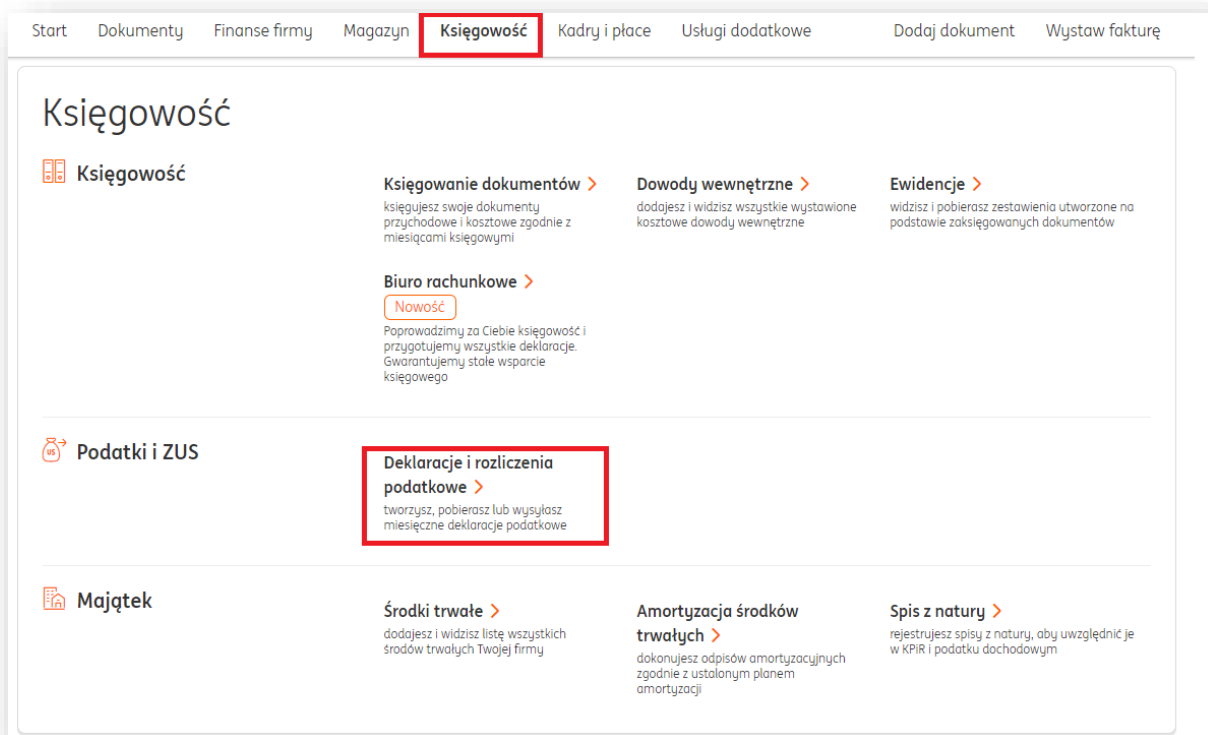 Start Dokumenty Finanse firmy Magazyn Księgowość Kadry i płace Usługi dodatkowe Dodaj dokument Wystaw fakturę
Księgowość
Księgowość
Księgowanie dokumentów
księgujesz swoje dokumenty
przychodowe i kosztowe zgodnie z
miesiącami księgowymi
Dowody wewnętrzne
dodajesz i widzisz wszystkie wystawione
kosztowe dowody wewnętrzne
Ewidencje
widzisz i pobierasz zestawienia utworzone na
podstawie zaksięgowanych dokumentów
Biuro rachunkowe
Nowość
Poprowadzimy za Ciebie księgowość i
przygotujemy wszystkie deklaracje.
Gwarantujemy stałe wsparcie
księgowego
US
Podatki i ZUS
Deklaracje i rozliczenia
podatkowe
tworzysz, pobierasz lub wysyłasz
miesięczne deklaracje podatkowe
Majątek
Środki trwałe
dodajesz i widzisz listę wszystkich
środów trwałych Twojej firmy
Amortyzacja środków
trwałych
dokonujesz odpisów amortyzacyjnych
zgodnie z ustalonym planem
amortyzacji
Spis z natury
rejestrujesz spisy z natury, aby uwzględnić je
w KPiR i podatku dochodowym